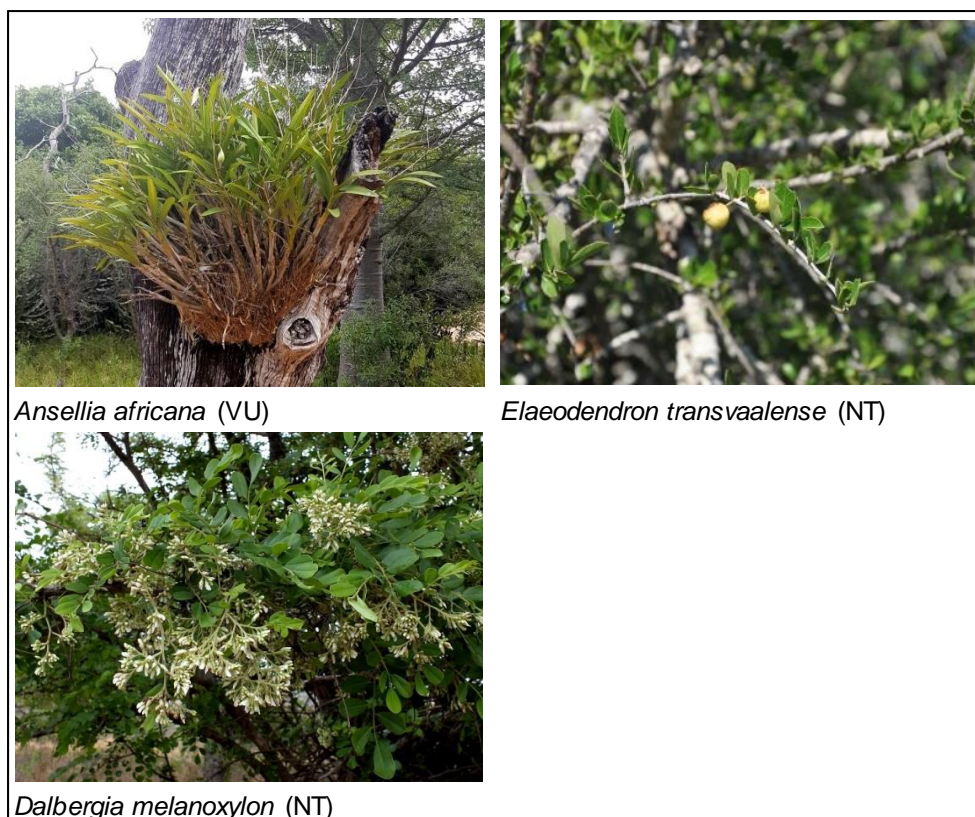 Ansellia africana (VU)
Elaeodendron transvaalense (NT)
Dalbergia melanoxylon (NT)